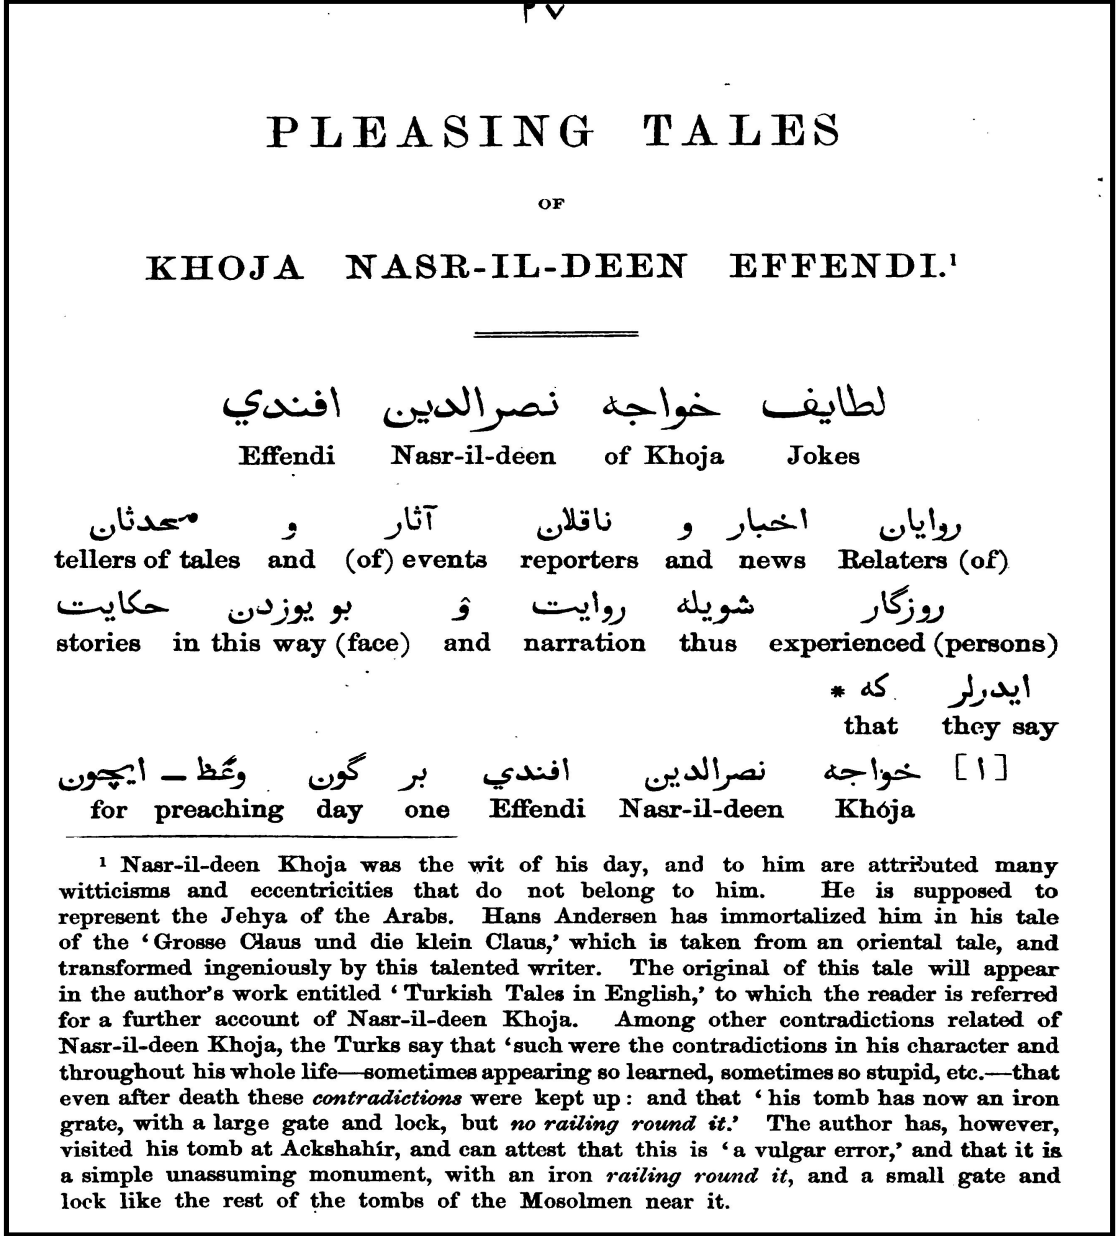 ٣٧
PLEASING TALES
OF
KHOJA NASR-IL-DEEN EFFENDI.¹
لطايف خواجه نصرالدين افندي
Effendi Nasr-il-deen of Khoja Jokes
روايان اخبار و ناقلان آثار و محدثان
tellers of tales and (of) events reporters and news Relaters (of)
روزگار شويله روايت و بو يوزدن حكايت
stories in this way (face) and narration thus experienced (persons)
ايدرلر كه *
that they say
[١] خواجه نصرالدين افندي بر گون وعظ ـ ايچون
for preaching day one Effendi Nasr-il-deen Khója
¹ Nasr-il-deen Khoja was the wit of his day, and to him are attributed many
witticisms and eccentricities that do not belong to him. He is supposed to
represent the Jehya of the Arabs. Hans Andersen has immortalized him in his tale
of the ‘Grosse Claus und die klein Claus,’ which is taken from an oriental tale, and
transformed ingeniously by this talented writer. The original of this tale will appear
in the author’s work entitled ‘Turkish Tales in English,’ to which the reader is referred
for a further account of Nasr-il-deen Khoja. Among other contradictions related of
Nasr-il-deen Khoja, the Turks say that ‘such were the contradictions in his character and
throughout his whole life—sometimes appearing so learned, sometimes so stupid, etc.—that
even after death these contradictions were kept up: and that ‘his tomb has now an iron
grate, with a large gate and lock, but no railing round it.’ The author has, however,
visited his tomb at Ackshahír, and can attest that this is ‘a vulgar error,’ and that it is
a simple unassuming monument, with an iron railing round it, and a small gate and
lock like the rest of the tombs of the Mosolmen near it.